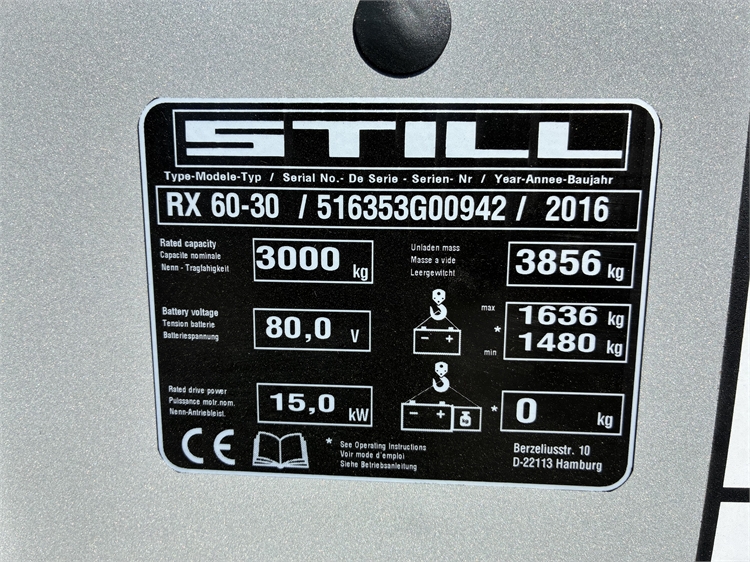 STILL
Type-Modele-Typ / Serial No.- De Serie - Serien- Nr / Year-Annee-Baujahr
RX 60-30 / 516353G00942 / 2016
Rated capacity
Capacite nominale
Nenn - Tragfahigkeit
3000 kg
Unladen mass
Masse a vide
Leergewitcht
3856 kg
Battery voltage
Tension batterie
Batteriespannung
80,0 V
- +
max
* 
min
1636 kg
1480 kg
Rated drive power
Puissance motr.nom.
Nenn-Antriebleist.
15,0 kW
- +
* 0 kg
CE
* See Operating Instructions
Voir mode d'emploi
Siehe Betriebsanleitung
Berzeliusstr. 10
D-22113 Hamburg